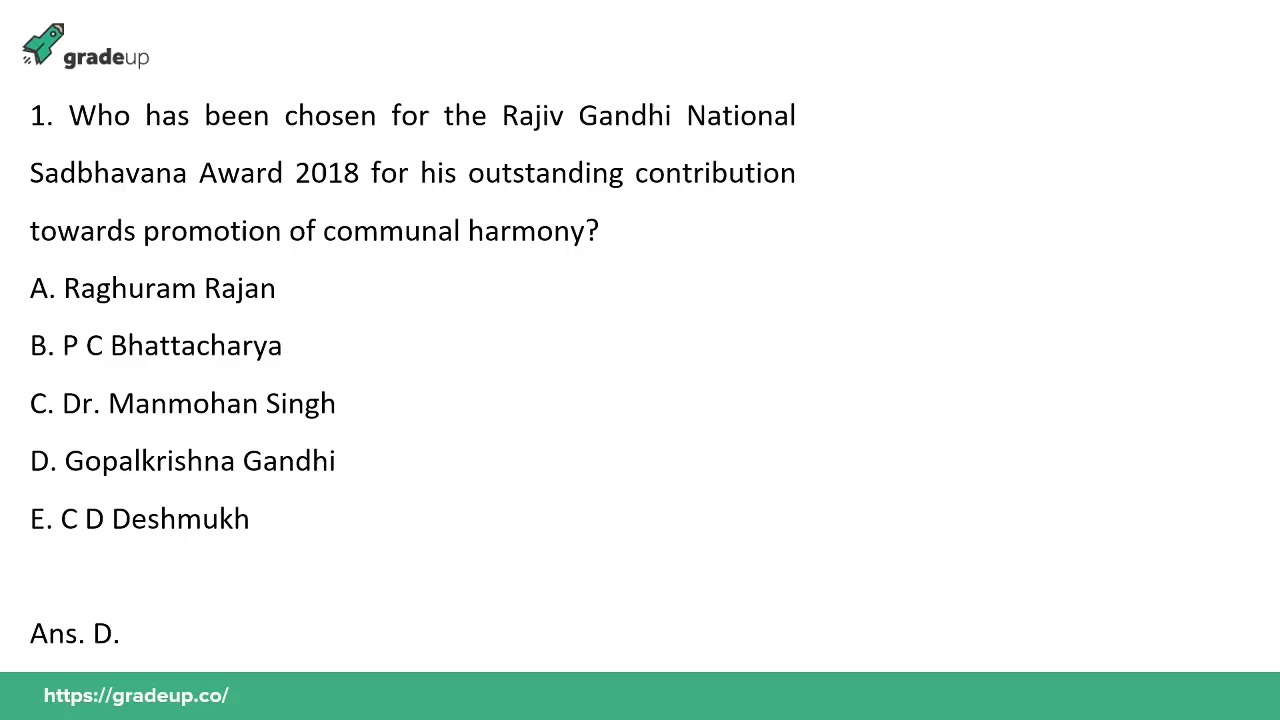 gradeup
1. Who has been chosen for the Rajiv Gandhi National
Sadbhavana Award 2018 for his outstanding contribution
towards promotion of communal harmony?
A. Raghuram Rajan
B. P C Bhattacharya
C. Dr. Manmohan Singh
D. Gopalkrishna Gandhi
E. C D Deshmukh
Ans. D.
https://gradeup.co/